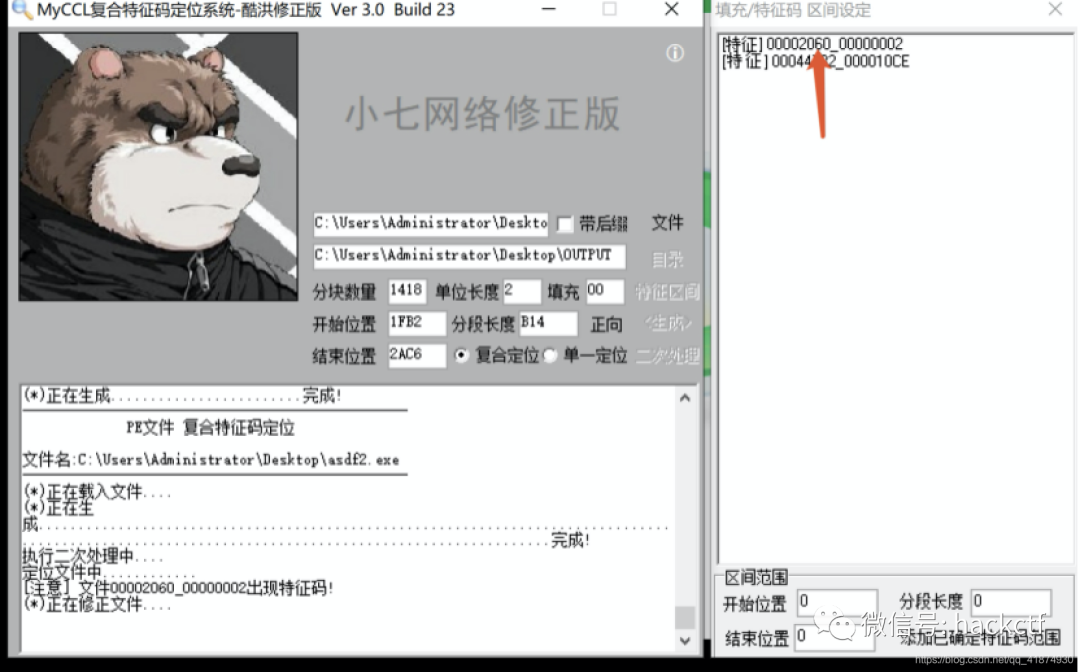 MyCCL复合特征码定位系统-酷洪修正版 Ver 3.0 Build 23
小七网络修正版
C:\Users\Administrator\Deskto 带后缀 文件
C:\Users\Administrator\Desktop\OUTPUT 目录
分块数量 1418 单位长度 2 填充 00 特征区间
开始位置 1FB2 分段长度 B14 正向 <生成>
结束位置 2AC6 复合定位 单一定位 二次处理
(*)正在生成........................完成!
PE文件 复合特征码定位
文件名:C:\Users\Administrator\Desktop\asdf2.exe
(*)正在载入文件....
(*)正在生
成......................................................................
..........................................................完成!
执行二次处理中....
定位文件中............
[注意] 文件00002060_00000002出现特征码!
(*)正在修正文件....
填充/特征码 区间设定
[特征] 00002060_00000002
[特征] 00044 2_000010CE
区间范围
开始位置 0 分段长度 0
结束位置 0 添加已确定特征码范围
微信号: hackctf
https://blog.csdn.net/qq_41874930